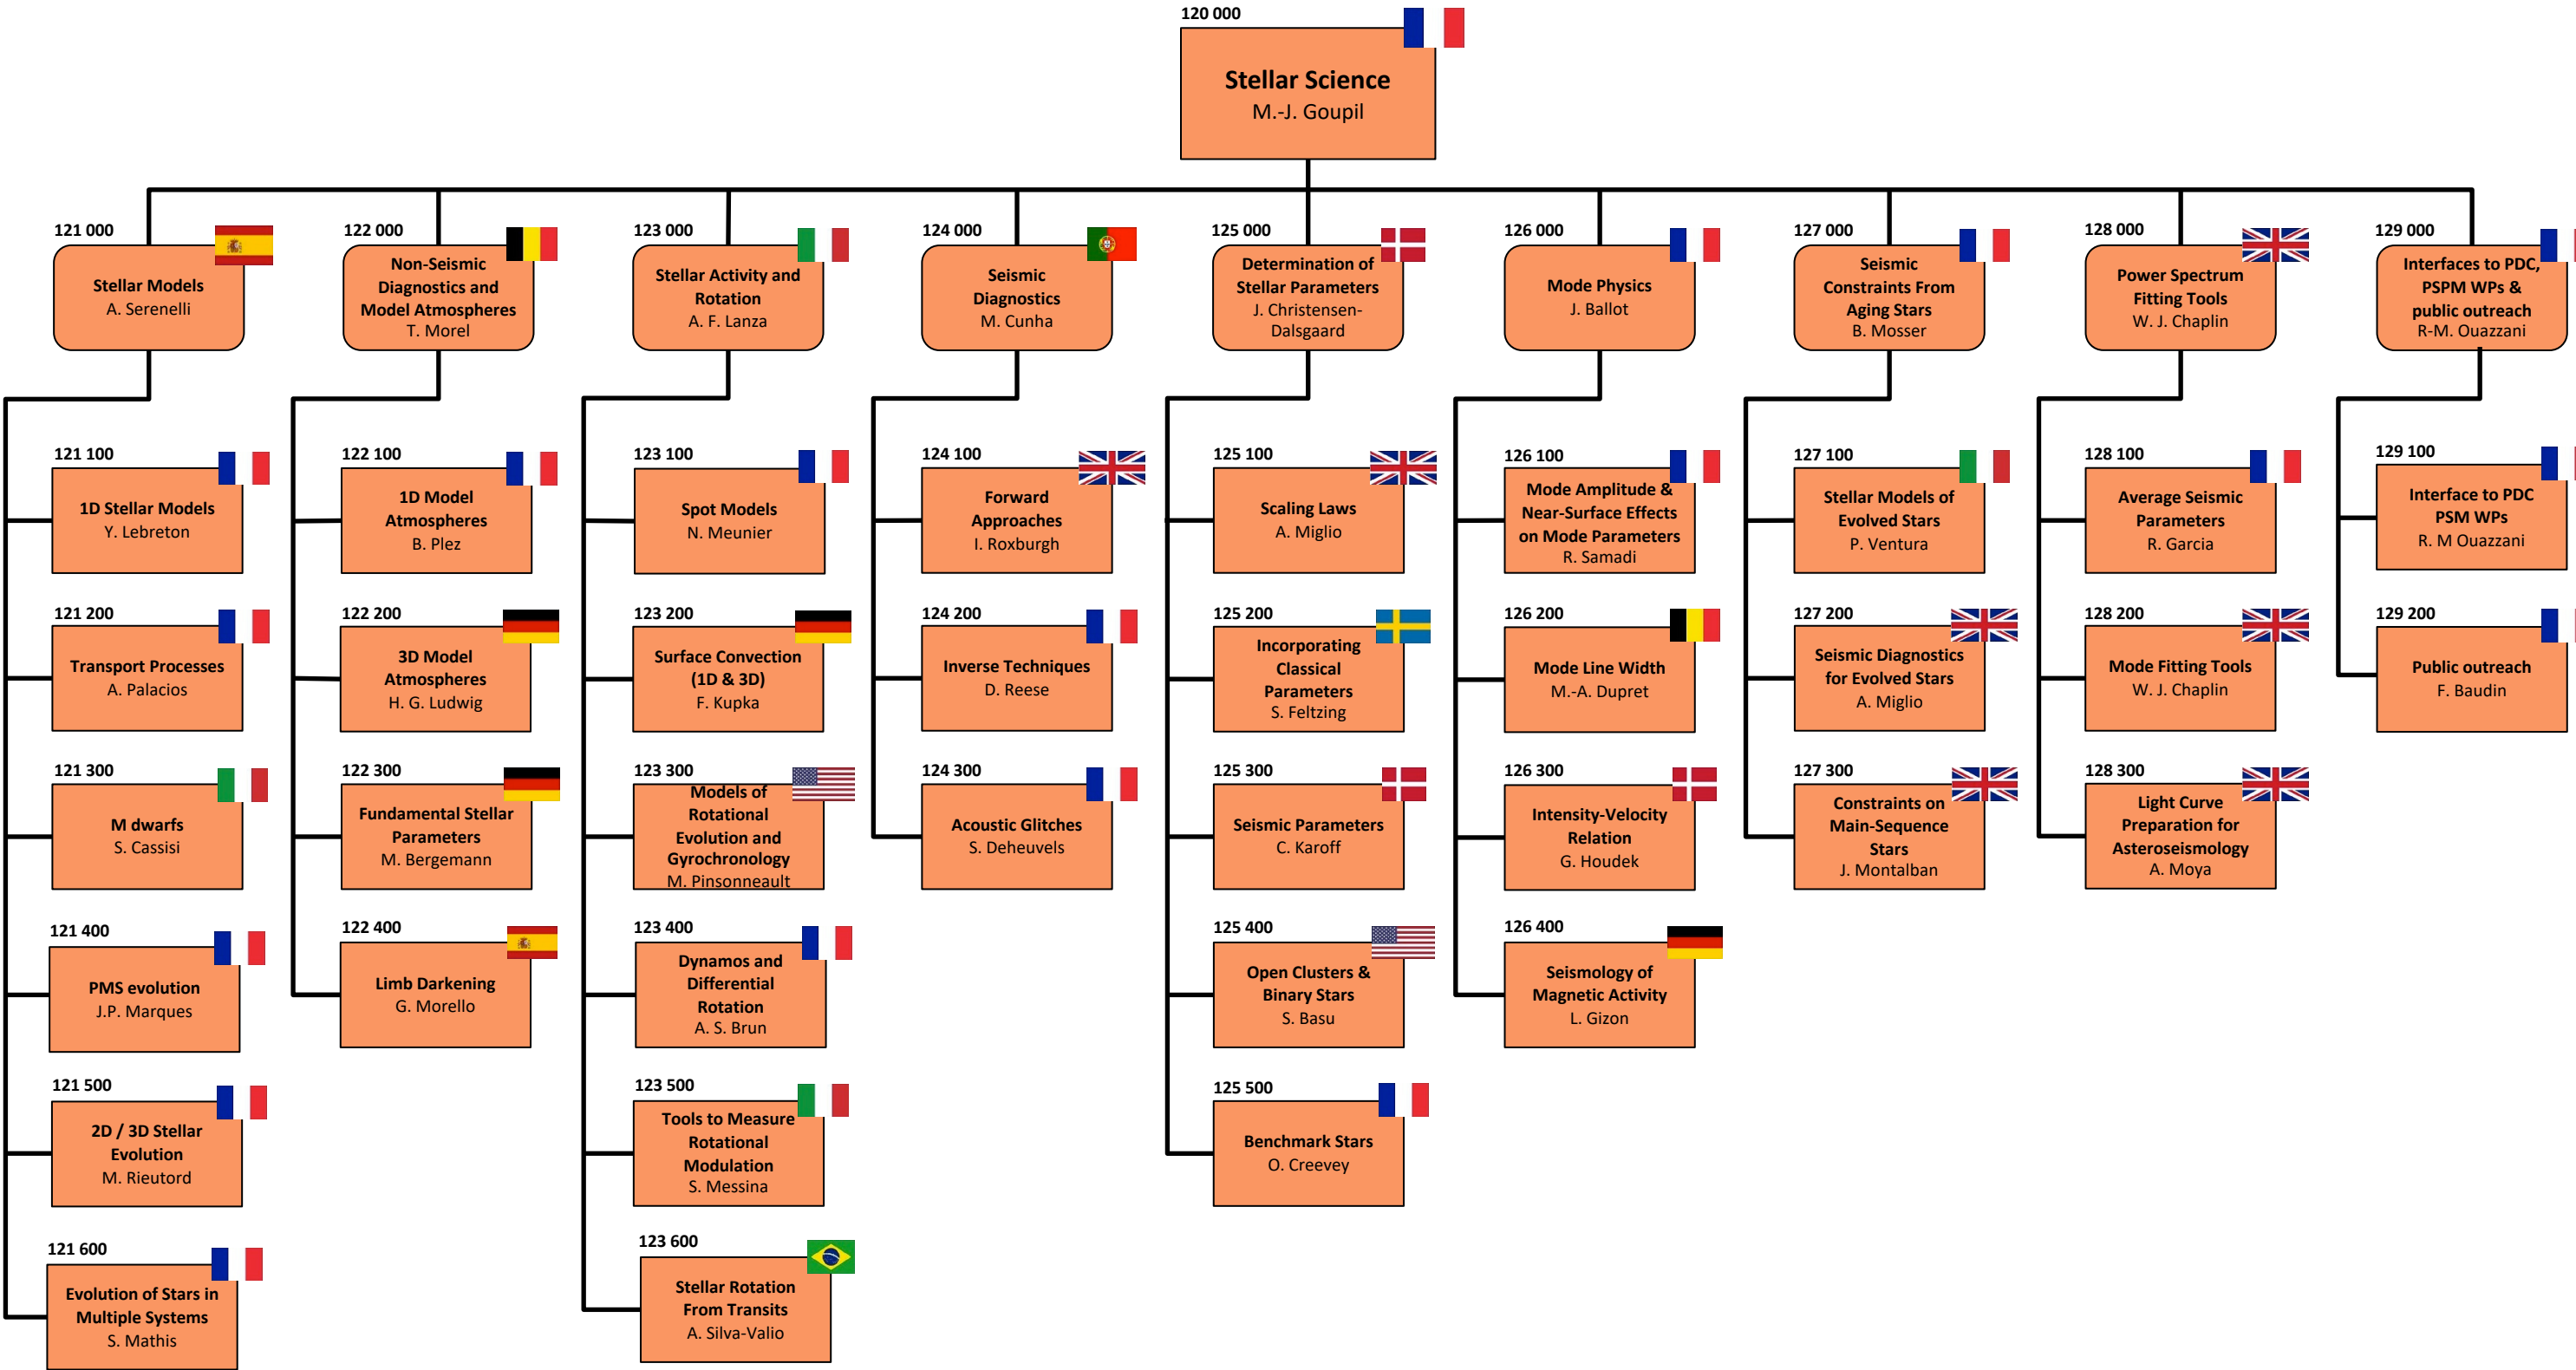 120 000
Stellar Science
M.-J. Goupil
121 000
Stellar Models
A. Serenelli
122 000
Non-Seismic
Diagnostics and
Model Atmospheres
T. Morel
123 000
Stellar Activity and
Rotation
A. F. Lanza
124 000
Seismic
Diagnostics
M. Cunha
125 000
Determination of
Stellar Parameters
J. Christensen-
Dalsgaard
126 000
Mode Physics
J. Ballot
127 000
Seismic
Constraints From
Aging Stars
B. Mosser
128 000
Power Spectrum
Fitting Tools
W. J. Chaplin
129 000
Interfaces to PDC,
PSPM WPs &
public outreach
R-M. Ouazzani
121 100
1D Stellar Models
Y. Lebreton
122 100
1D Model
Atmospheres
B. Plez
123 100
Spot Models
N. Meunier
124 100
Forward
Approaches
I. Roxburgh
125 100
Scaling Laws
A. Miglio
126 100
Mode Amplitude &
Near-Surface Effects
on Mode Parameters
R. Samadi
127 100
Stellar Models of
Evolved Stars
P. Ventura
128 100
Average Seismic
Parameters
R. Garcia
129 100
Interface to PDC
PSM WPs
R. M Ouazzani
121 200
Transport Processes
A. Palacios
122 200
3D Model
Atmospheres
H. G. Ludwig
123 200
Surface Convection
(1D & 3D)
F. Kupka
124 200
Inverse Techniques
D. Reese
125 200
Incorporating
Classical
Parameters
S. Feltzing
126 200
Mode Line Width
M.-A. Dupret
127 200
Seismic Diagnostics
for Evolved Stars
A. Miglio
128 200
Mode Fitting Tools
W. J. Chaplin
129 200
Public outreach
F. Baudin
121 300
M dwarfs
S. Cassisi
122 300
Fundamental Stellar
Parameters
M. Bergemann
123 300
Models of
Rotational
Evolution and
Gyrochronology
M. Pinsonneault
124 300
Acoustic Glitches
S. Deheuvels
125 300
Seismic Parameters
C. Karoff
126 300
Intensity-Velocity
Relation
G. Houdek
127 300
Constraints on
Main-Sequence
Stars
J. Montalban
128 300
Light Curve
Preparation for
Asteroseismology
A. Moya
121 400
PMS evolution
J.P. Marques
122 400
Limb Darkening
G. Morello
123 400
Dynamos and
Differential
Rotation
A. S. Brun
125 400
Open Clusters &
Binary Stars
S. Basu
126 400
Seismology of
Magnetic Activity
L. Gizon
121 500
2D / 3D Stellar
Evolution
M. Rieutord
123 500
Tools to Measure
Rotational
Modulation
S. Messina
125 500
Benchmark Stars
O. Creevey
121 600
Evolution of Stars in
Multiple Systems
S. Mathis
123 600
Stellar Rotation
From Transits
A. Silva-Valio